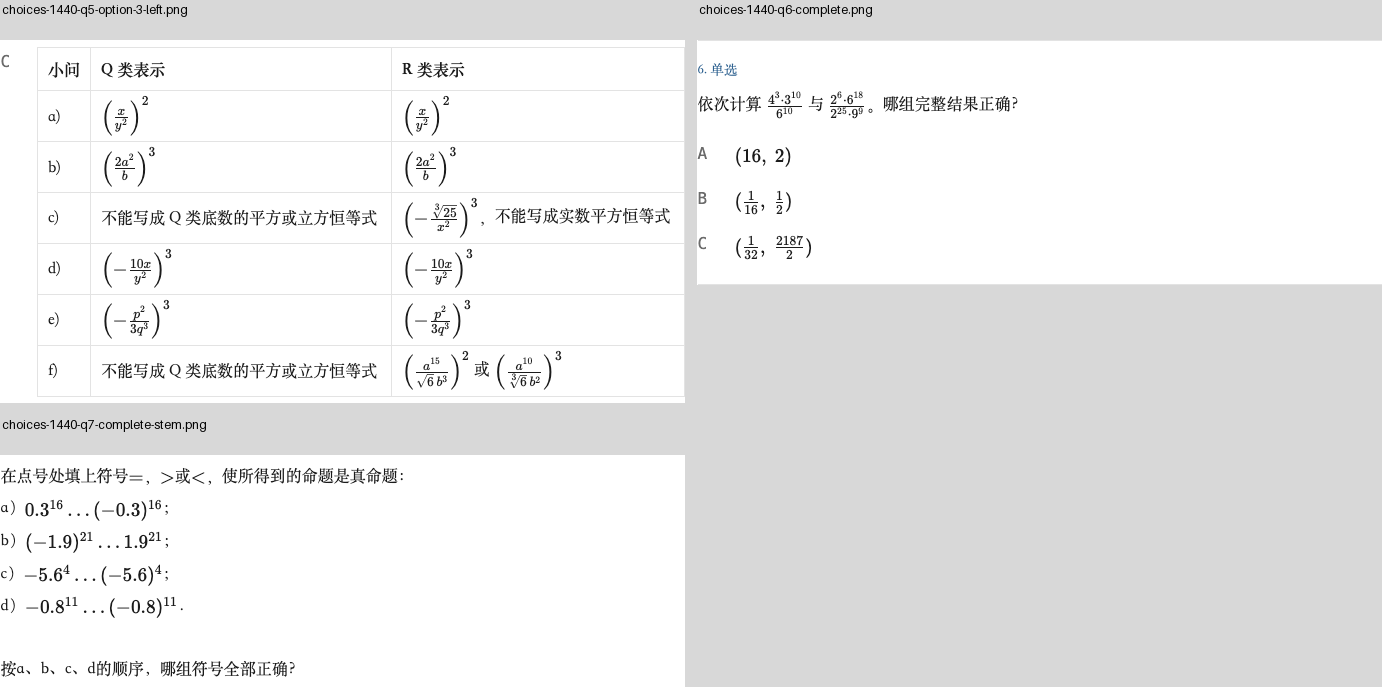 choices-1440-q5-option-3-left.png
C
小问 Q 类表示 R 类表示
a) (x/y²)² (x/y²)²
b) (2a²/b)³ (2a²/b)³
c) 不能写成 Q 类底数的平方或立方恒等式 (−∛25/x²)³，不能写成实数平方恒等式
d) (−10x/y²)³ (−10x/y²)³
e) (−p²/3q³)³ (−p²/3q³)³
f) 不能写成 Q 类底数的平方或立方恒等式 (a¹⁵/√6 b³)² 或 (a¹⁰/∛6 b²)³
choices-1440-q6-complete.png
6. 单选
依次计算 4³·3¹⁰/6¹⁰ 与 2⁶·6¹⁸/2²⁵·9⁹。哪组完整结果正确?
A (16, 2)
B (1/16, 1/2)
C (1/32, 2187/2)
choices-1440-q7-complete-stem.png
在点号处填上符号=，>或<，使所得到的命题是真命题：
a) 0.3¹⁶ ... (−0.3)¹⁶;
b) (−1.9)²¹ ... 1.9²¹;
c) −5.6⁴ ... (−5.6)⁴;
d) −0.8¹¹ ... (−0.8)¹¹.
按a、b、c、d的顺序，哪组符号全部正确?